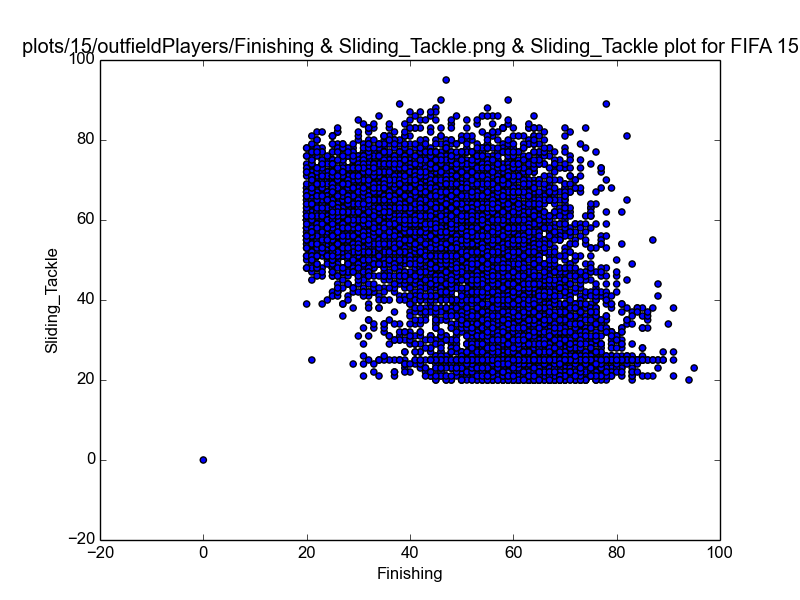 plots/15/outfieldPlayers/Finishing & Sliding_Tackle.png & Sliding_Tackle plot for FIFA 15
100
80
60
40
20
0
−20
Sliding_Tackle
−20 0 20 40 60 80 100
Finishing